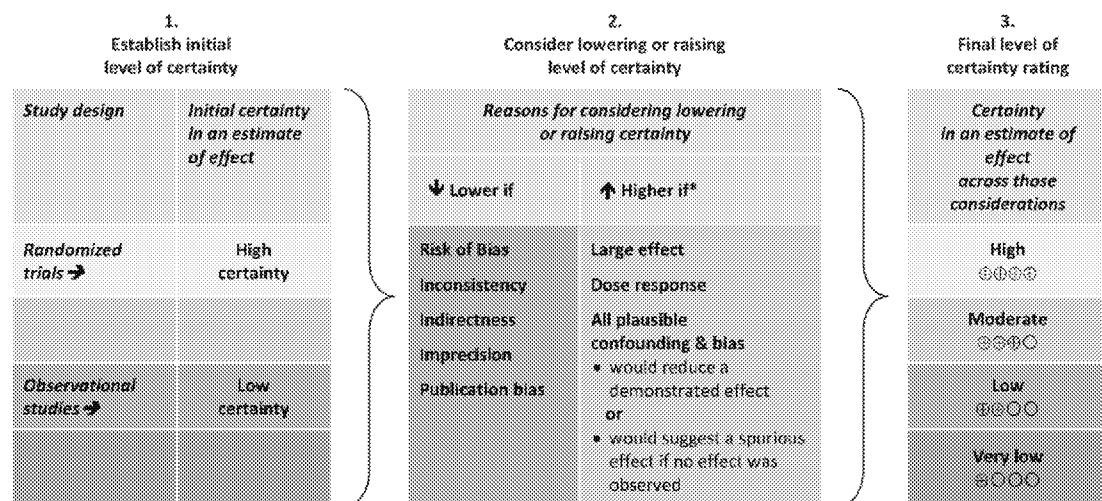 1.
Establish initial
level of certainty
Study design
Initial certainty
in an estimate
of effect
Randomized
trials ➔
High
certainty
Observational
studies ➔
Low
certainty
2.
Consider lowering or raising
level of certainty
Reasons for considering lowering
or raising certainty
↓ Lower if
↑ Higher if*
Risk of Bias
Inconsistency
Indirectness
Imprecision
Publication bias
Large effect
Dose response
All plausible
confounding & bias
• would reduce a
demonstrated effect
or
• would suggest a spurious
effect if no effect was
observed
3.
Final level of
certainty rating
Certainty
in an estimate of
effect
across those
considerations
High
⊕⊕⊕⊕
Moderate
⊕⊕⊕○
Low
⊕⊕○○
Very low
⊕○○○